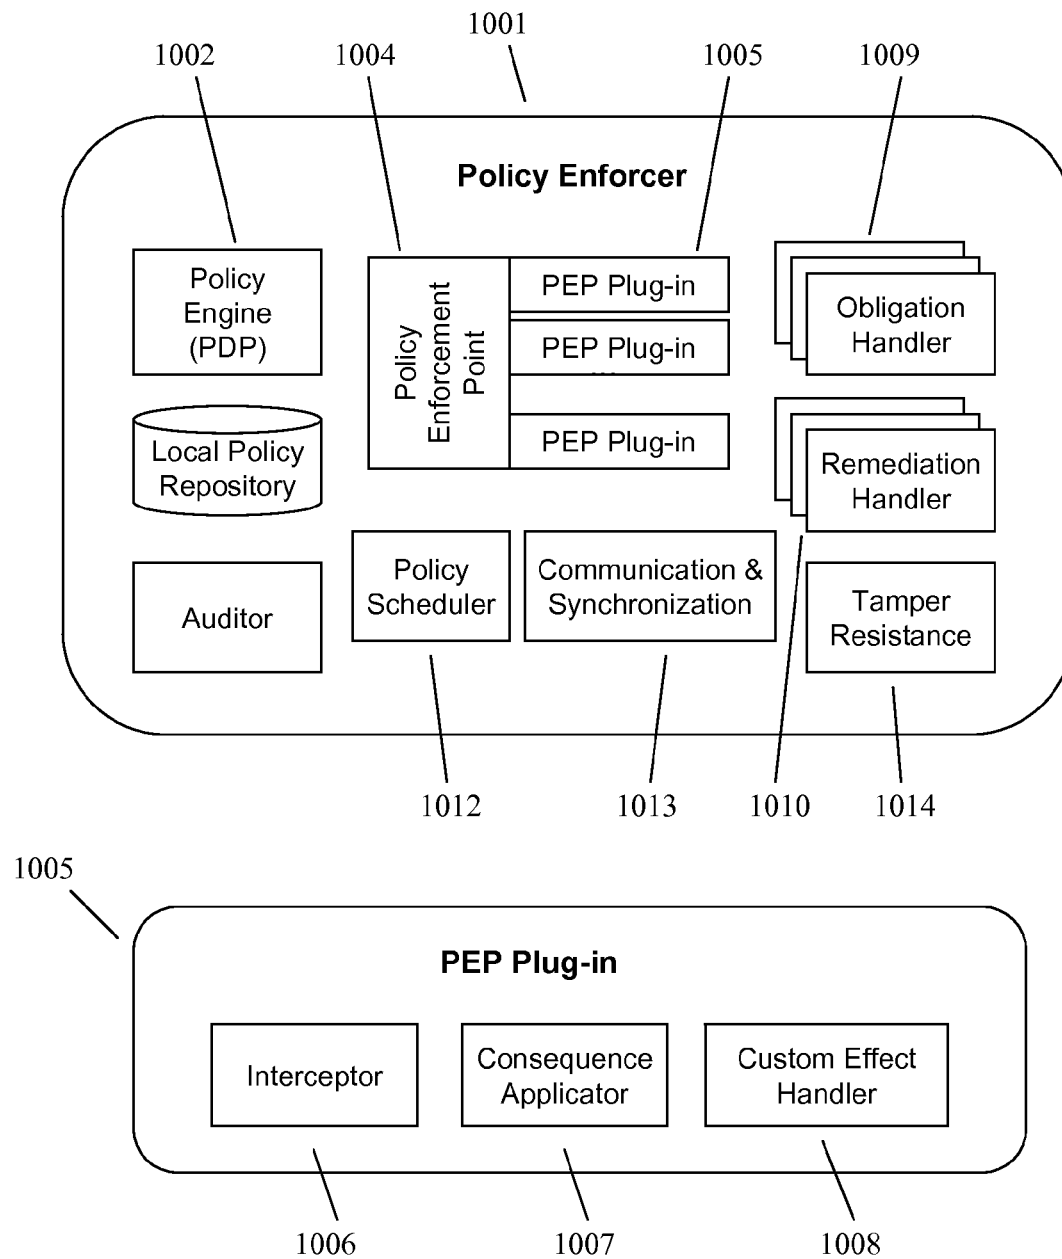 1001
1002
1004
1005
1009
Policy Enforcer
Policy
Engine
(PDP)
Policy
Enforcement
Point
PEP Plug-in
PEP Plug-in
...
PEP Plug-in
Obligation
Handler
Local Policy
Repository
Remediation
Handler
Auditor
Policy
Scheduler
Communication &
Synchronization
Tamper
Resistance
1012
1013
1010
1014
1005
PEP Plug-in
Interceptor
Consequence
Applicator
Custom Effect
Handler
1006
1007
1008